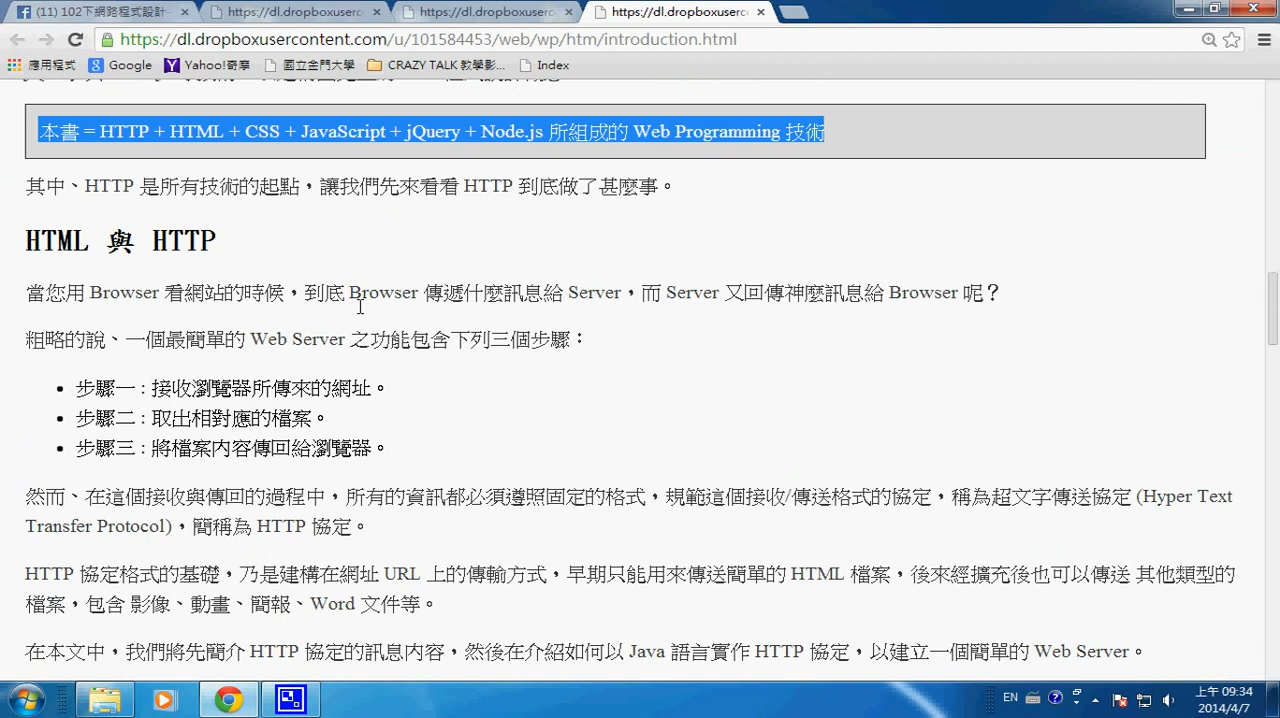 (11) 102下網路程式設計-
https://dl.dropboxuserc
https://dl.dropboxuserc
https://dl.dropboxuserc
https://dl.dropboxusercontent.com/u/101584453/web/wp/htm/introduction.html
應用程式 Google Yahoo!奇摩 國立金門大學 CRAZY TALK 教學影... Index
本書 = HTTP + HTML + CSS + JavaScript + jQuery + Node.js 所組成的 Web Programming 技術
其中、HTTP 是所有技術的起點，讓我們先來看看 HTTP 到底做了甚麼事。
HTML 與 HTTP
當您用 Browser 看網站的時候，到底 Browser 傳遞什麼訊息給 Server，而 Server 又回傳神麼訊息給 Browser 呢？
粗略的說、一個最簡單的 Web Server 之功能包含下列三個步驟：
• 步驟一 : 接收瀏覽器所傳來的網址。
• 步驟二 : 取出相對應的檔案。
• 步驟三 : 將檔案內容傳回給瀏覽器。
然而、在這個接收與傳回的過程中，所有的資訊都必須遵照固定的格式，規範這個接收/傳送格式的協定，稱為超文字傳送協定 (Hyper Text
Transfer Protocol)，簡稱為 HTTP 協定。
HTTP 協定格式的基礎，乃是建構在網址 URL 上的傳輸方式，早期只能用來傳送簡單的 HTML 檔案，後來經擴充後也可以傳送 其他類型的
檔案，包含 影像、動畫、簡報、Word 文件等。
在本文中，我們將先簡介 HTTP 協定的訊息內容，然後在介紹如何以 Java 語言實作 HTTP 協定，以建立一個簡單的 Web Server。
EN
上午 09:34
2014/4/7